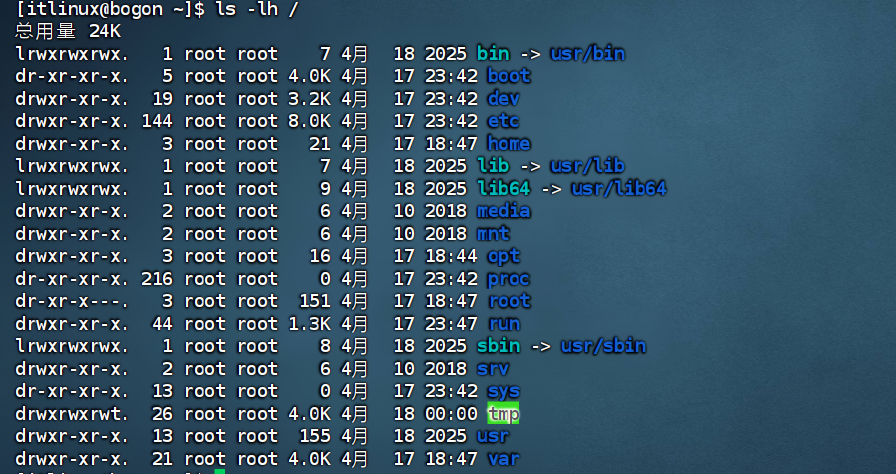 [itlinux@bogon ~]$ ls -lh /
总用量 24K
lrwxrwxrwx.   1 root root    7 4月  18 2025 bin -> usr/bin
dr-xr-xr-x.   5 root root 4.0K 4月  17 23:42 boot
drwxr-xr-x.  19 root root 3.2K 4月  17 23:42 dev
drwxr-xr-x. 144 root root 8.0K 4月  17 23:42 etc
drwxr-xr-x.   3 root root   21 4月  17 18:47 home
lrwxrwxrwx.   1 root root    7 4月  18 2025 lib -> usr/lib
lrwxrwxrwx.   1 root root    9 4月  18 2025 lib64 -> usr/lib64
drwxr-xr-x.   2 root root    6 4月  10 2018 media
drwxr-xr-x.   2 root root    6 4月  10 2018 mnt
drwxr-xr-x.   3 root root   16 4月  17 18:44 opt
dr-xr-xr-x. 216 root root    0 4月  17 23:42 proc
dr-xr-x---.   3 root root  151 4月  17 18:47 root
drwxr-xr-x.  44 root root 1.3K 4月  17 23:47 run
lrwxrwxrwx.   1 root root    8 4月  18 2025 sbin -> usr/sbin
drwxr-xr-x.   2 root root    6 4月  10 2018 srv
dr-xr-xr-x.  13 root root    0 4月  17 23:42 sys
drwxrwxrwt.  26 root root 4.0K 4月  18 00:00 tmp
drwxr-xr-x.  13 root root  155 4月  18 2025 usr
drwxr-xr-x.  21 root root 4.0K 4月  17 18:47 var